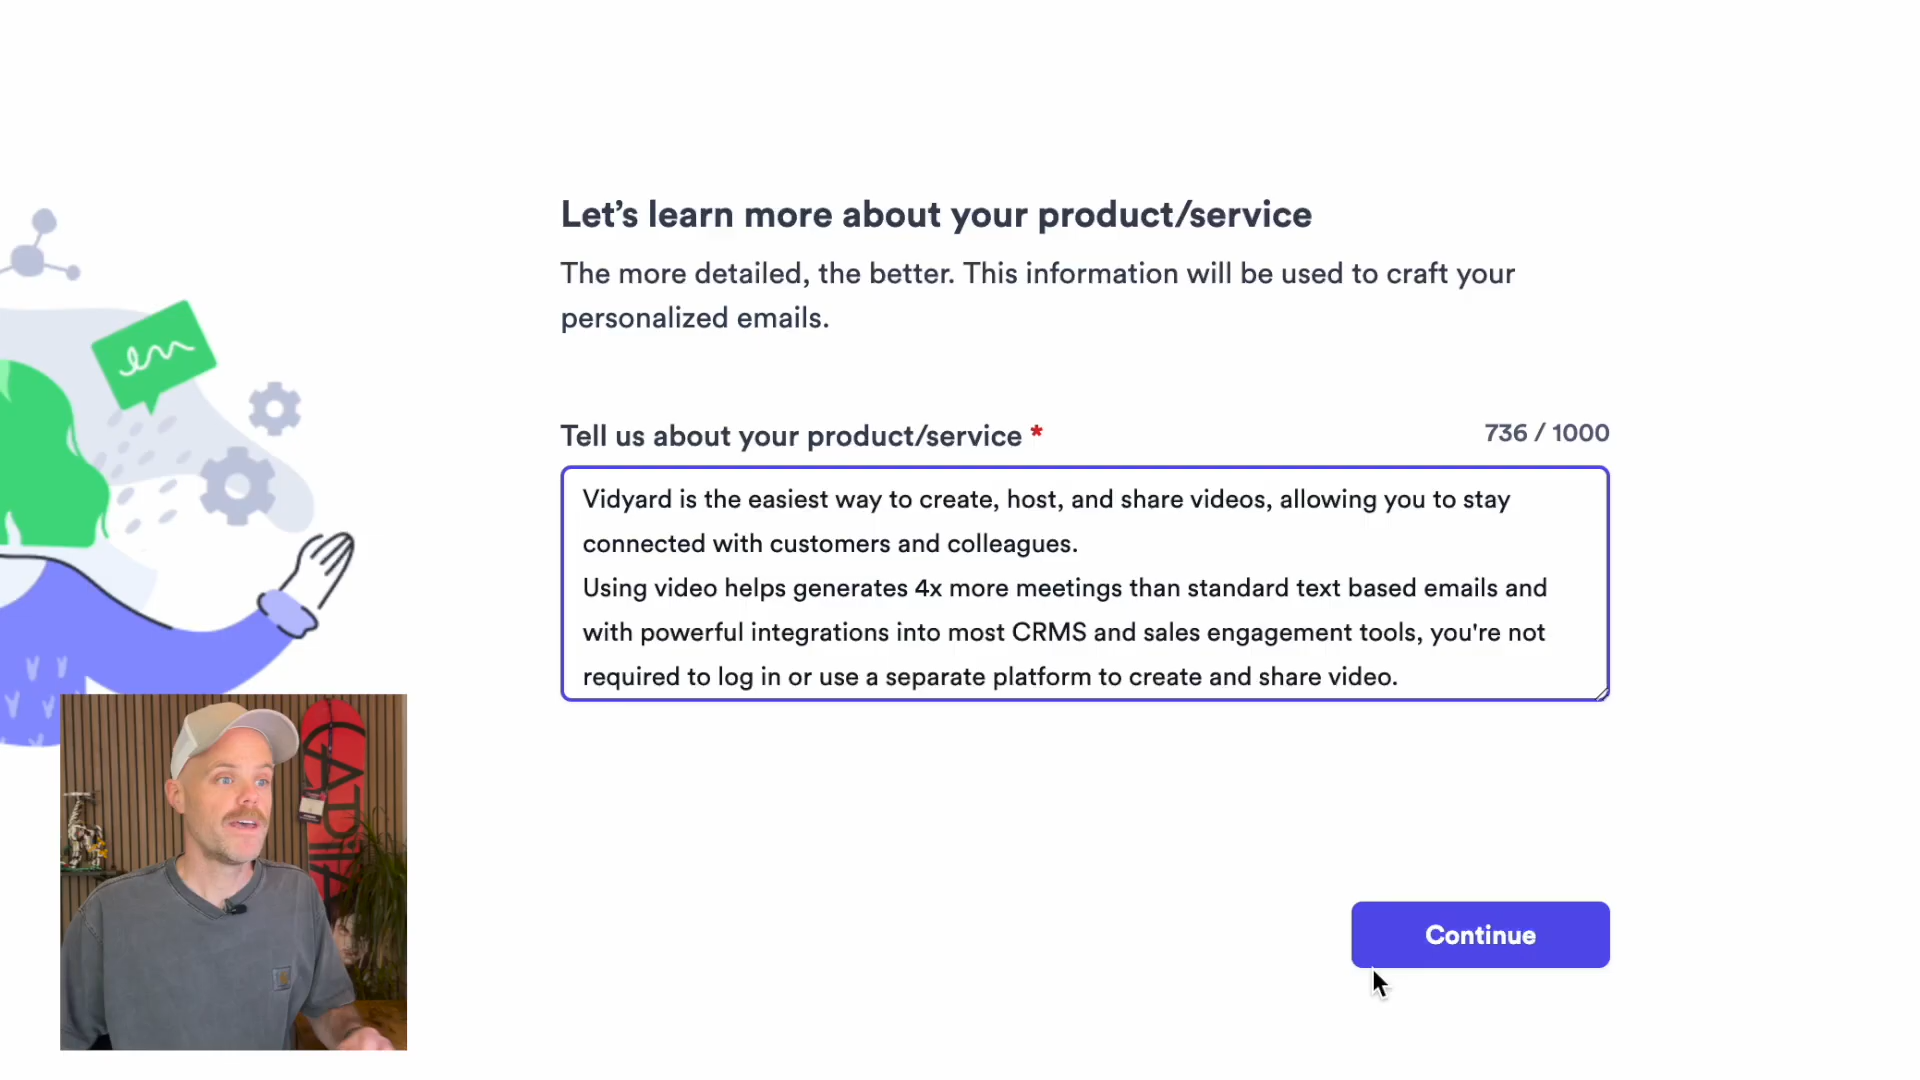 Let’s learn more about your product/service
The more detailed, the better. This information will be used to craft your
personalized emails.
Tell us about your product/service *
736 / 1000
Vidyard is the easiest way to create, host, and share videos, allowing you to stay
connected with customers and colleagues.
Using video helps generates 4x more meetings than standard text based emails and
with powerful integrations into most CRMS and sales engagement tools, you're not
required to log in or use a separate platform to create and share video.
Continue